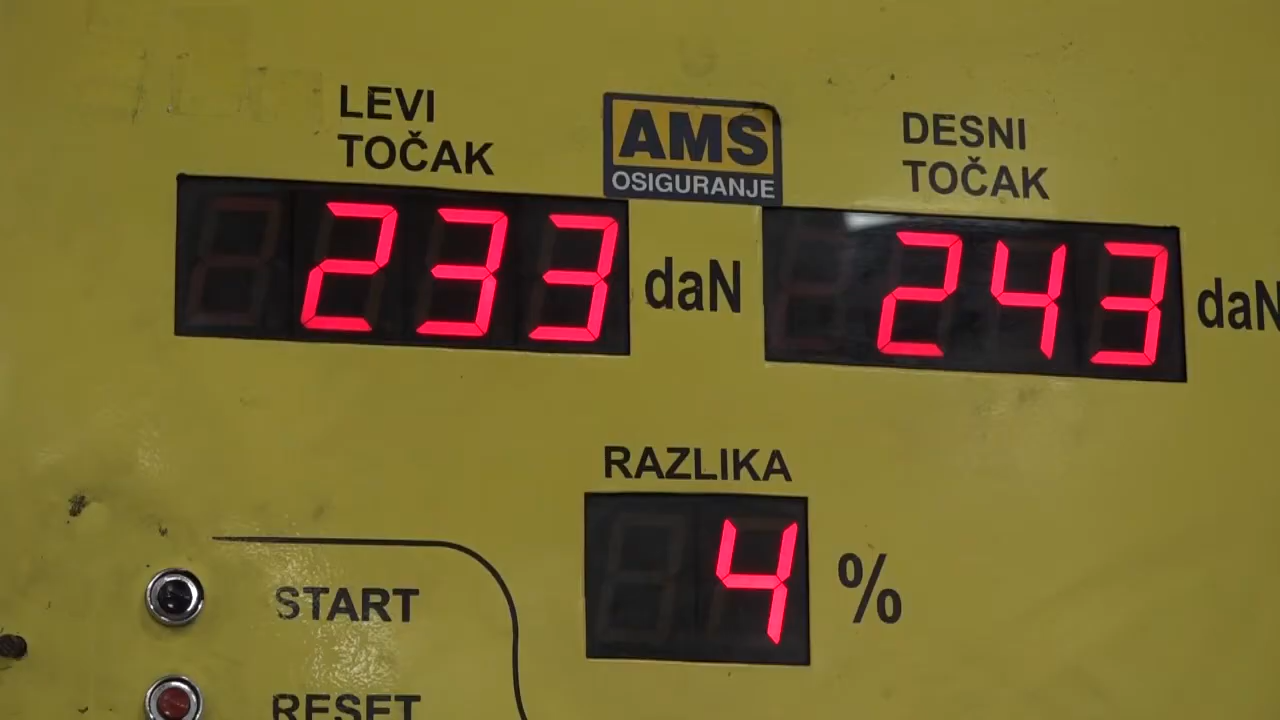 LEVI
TOČAK
AMS
OSIGURANJE
DESNI
TOČAK
233 daN
243 daN
RAZLIKA
4 %
START
RESET